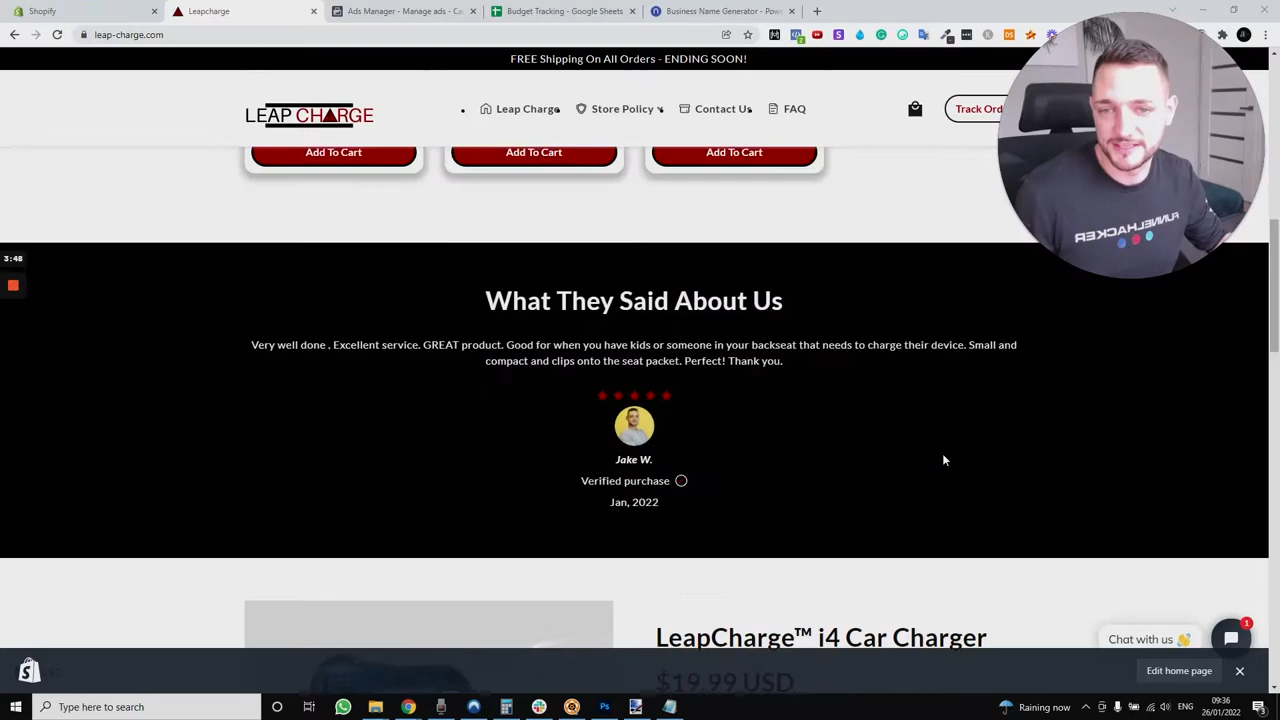 Shopify
Leapcharge
Ads Manager - Manage ads - Ca
Budget Tracking - Google Sheets
Business Name Generator - Pow
leap-charge.com
FREE Shipping On All Orders - ENDING SOON!
LEAP CHARGE
Leap Charge
Store Policy
Contact Us
FAQ
Track Ord
Add To Cart
Add To Cart
Add To Cart
FUNNELHACKER
3:48
What They Said About Us
Very well done . Excellent service. GREAT product. Good for when you have kids or someone in your backseat that needs to charge their device. Small and
compact and clips onto the seat packet. Perfect! Thank you.
Jake W.
Verified purchase
Jan, 2022
LeapCharge™ i4 Car Charger
$19.99 USD
Chat with us 👋
1
Edit home page
Type here to search
Raining now
ENG
09:36
26/01/2022
3